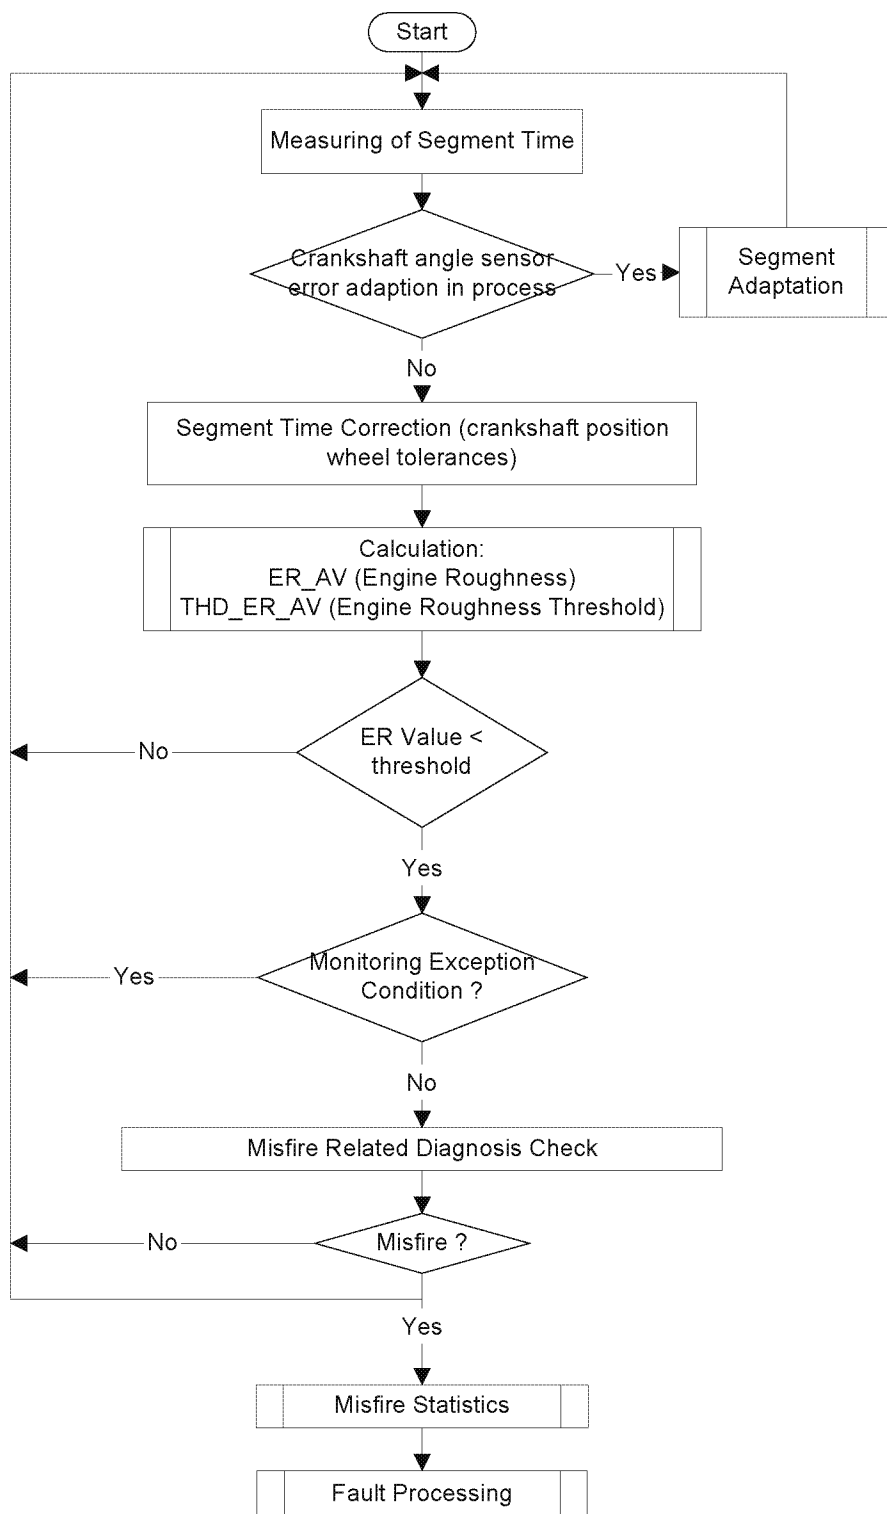 Start
Measuring of Segment Time
Crankshaft angle sensor
error adaption in process
Yes
Segment
Adaptation
No
Segment Time Correction (crankshaft position
wheel tolerances)
Calculation:
ER_AV (Engine Roughness)
THD_ER_AV (Engine Roughness Threshold)
ER Value <
threshold
No
Yes
Monitoring Exception
Condition ?
Yes
No
Misfire Related Diagnosis Check
Misfire ?
No
Yes
Misfire Statistics
Fault Processing